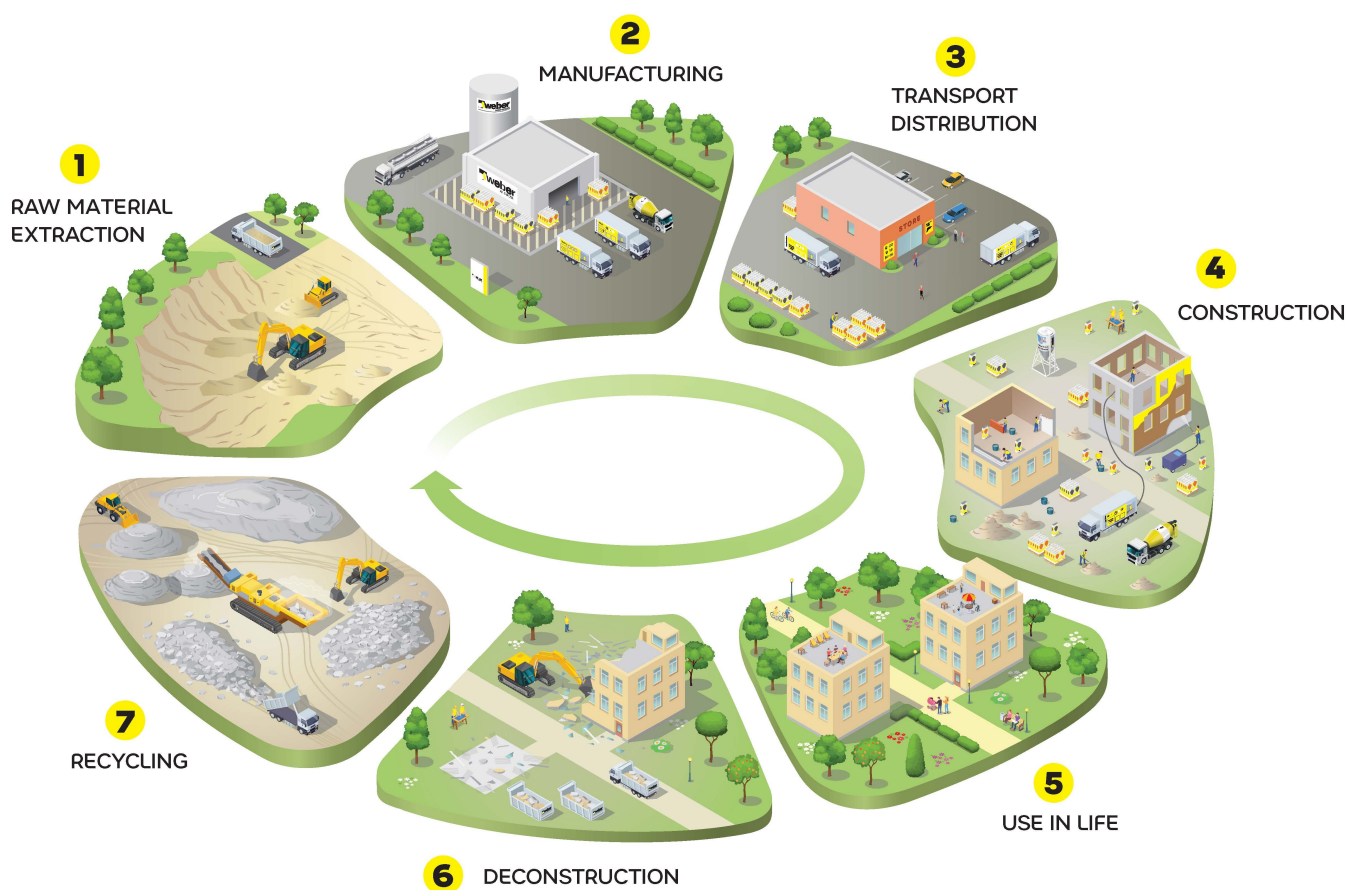 1
RAW MATERIAL
EXTRACTION
2
MANUFACTURING
weber
weber
3
TRANSPORT
DISTRIBUTION
STORE
4
CONSTRUCTION
5
USE IN LIFE
6
DECONSTRUCTION
7
RECYCLING